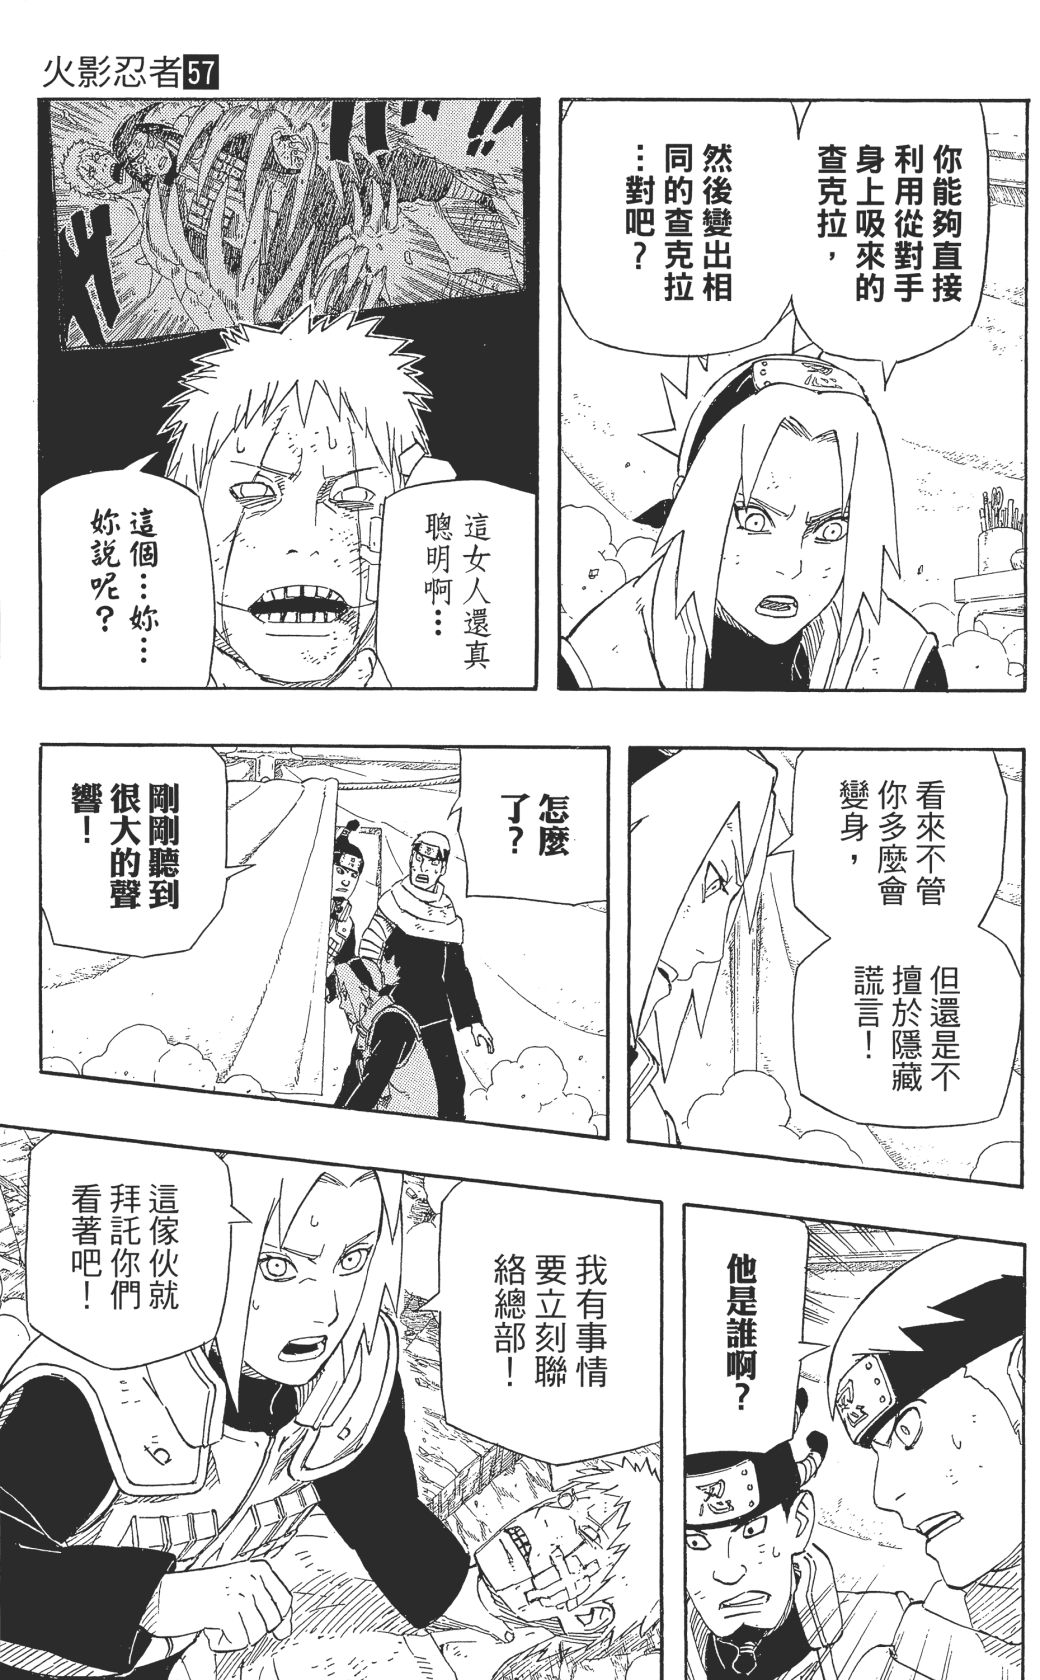 火影忍者57
你能夠直接
利用從對手
身上吸來的
查克拉，
然後變出相
同的查克拉
…對吧？
這女人還真
聰明啊…
這個…妳…
妳說呢？
看來不管
你多麼會
變身，
但還是不
擅於隱藏
謊言！
怎麼
了？
剛剛聽到
很大的聲
響！
他是誰啊？
我有事情
要立刻聯
絡總部！
這傢伙就
拜託你們
看著吧！